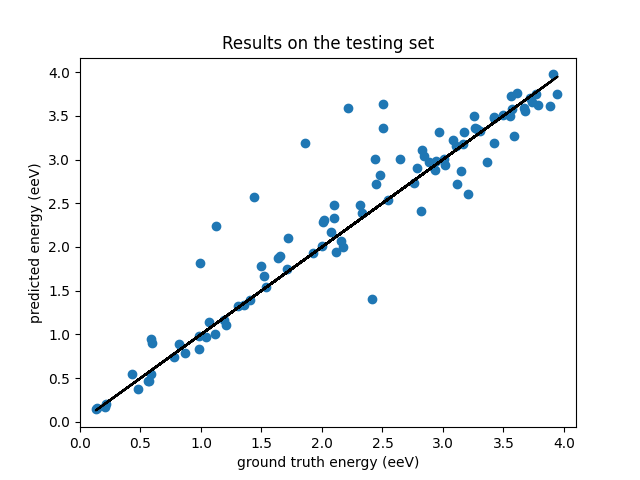 Results on the testing set
predicted energy (eeV)
4.0
3.5
3.0
2.5
2.0
1.5
1.0
0.5
0.0
0.0 0.5 1.0 1.5 2.0 2.5 3.0 3.5 4.0
ground truth energy (eeV)